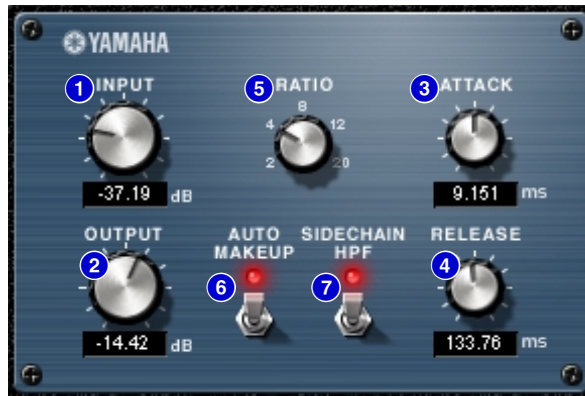 YAMAHA
1 INPUT
5 RATIO
3 ATTACK
8
4 12
2 20
-37.19 dB
9.151 ms
OUTPUT
AUTO MAKEUP
SIDECHAIN HPF
RELEASE
2
6
7
4
-14.42 dB
133.76 ms